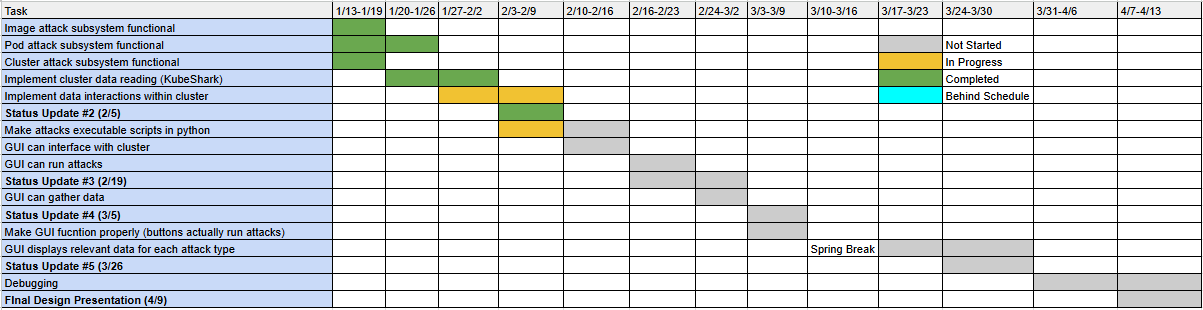 Task 1/13-1/19 1/20-1/26 1/27-2/2 2/3-2/9 2/10-2/16 2/16-2/23 2/24-3/2 3/3-3/9 3/10-3/16 3/17-3/23 3/24-3/30 3/31-4/6 4/7-4/13
Image attack subsystem functional
Pod attack subsystem functional Not Started
Cluster attack subsystem functional In Progress
Implement cluster data reading (KubeShark) Completed
Implement data interactions within cluster Behind Schedule
Status Update #2 (2/5)
Make attacks executable scripts in python
GUI can interface with cluster
GUI can run attacks
Status Update #3 (2/19)
GUI can gather data
Status Update #4 (3/5)
Make GUI fucntion properly (buttons actually run attacks)
GUI displays relevant data for each attack type Spring Break
Status Update #5 (3/26
Debugging
FInal Design Presentation (4/9)